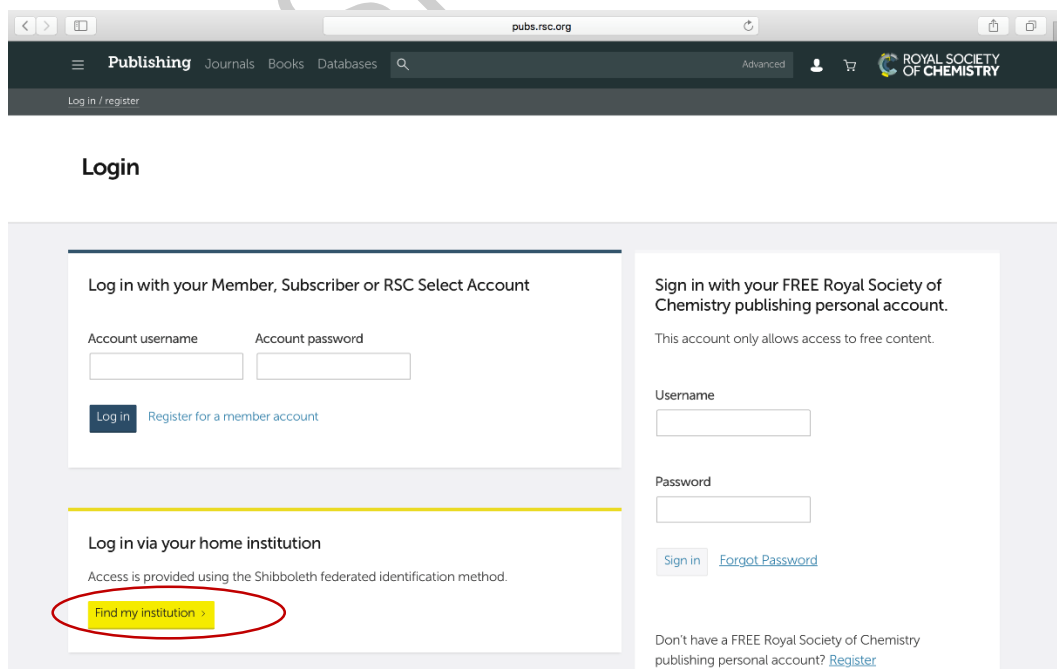 pubs.rsc.org
Publishing Journals Books Databases Advanced ROYAL SOCIETY
OF CHEMISTRY
Log in / register
Login
Log in with your Member, Subscriber or RSC Select Account
Account username Account password
Log in Register for a member account
Log in via your home institution
Access is provided using the Shibboleth federated identification method.
Find my institution ›
Sign in with your FREE Royal Society of
Chemistry publishing personal account.
This account only allows access to free content.
Username
Password
Sign in Forgot Password
Don't have a FREE Royal Society of Chemistry
publishing personal account? Register